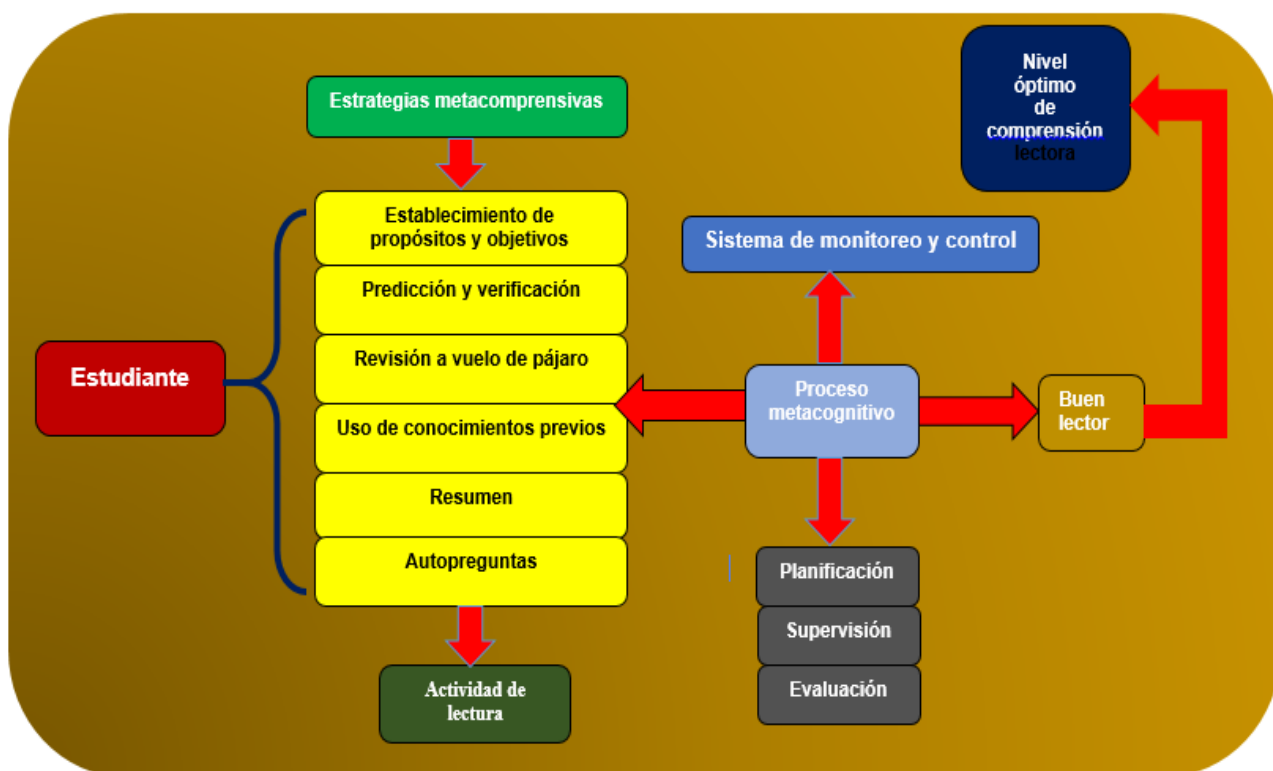 Nivel
óptimo
de
comprensión
lectora
Estrategias metacomprensivas
Establecimiento de
propósitos y objetivos
Predicción y verificación
Revisión a vuelo de pájaro
Uso de conocimientos previos
Resumen
Autopreguntas
Estudiante
Actividad de
lectura
Sistema de monitoreo y control
Proceso
metacognitivo
Buen
lector
Planificación
Supervisión
Evaluación